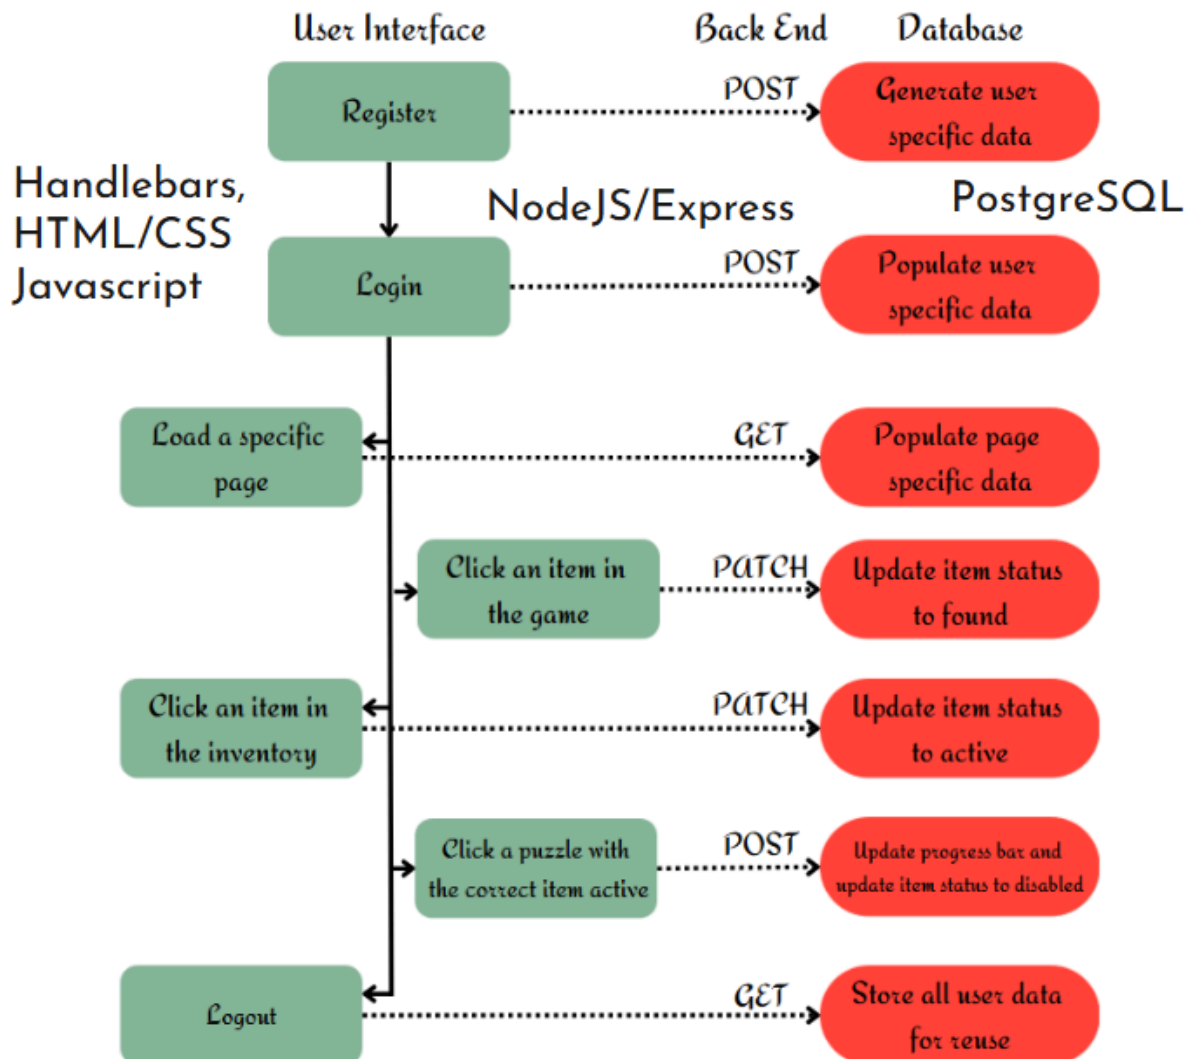 User Interface
Back End
Database
Register
POST
Generate user
specific data
Handlebars,
HTML/CSS
Javascript
NodeJS/Express
PostgreSQL
Login
POST
Populate user
specific data
Load a specific
page
GET
Populate page
specific data
Click an item in
the game
PATCH
Update item status
to found
Click an item in
the inventory
PATCH
Update item status
to active
Click a puzzle with
the correct item active
POST
Update progress bar and
update item status to disabled
Logout
GET
Store all user data
for reuse